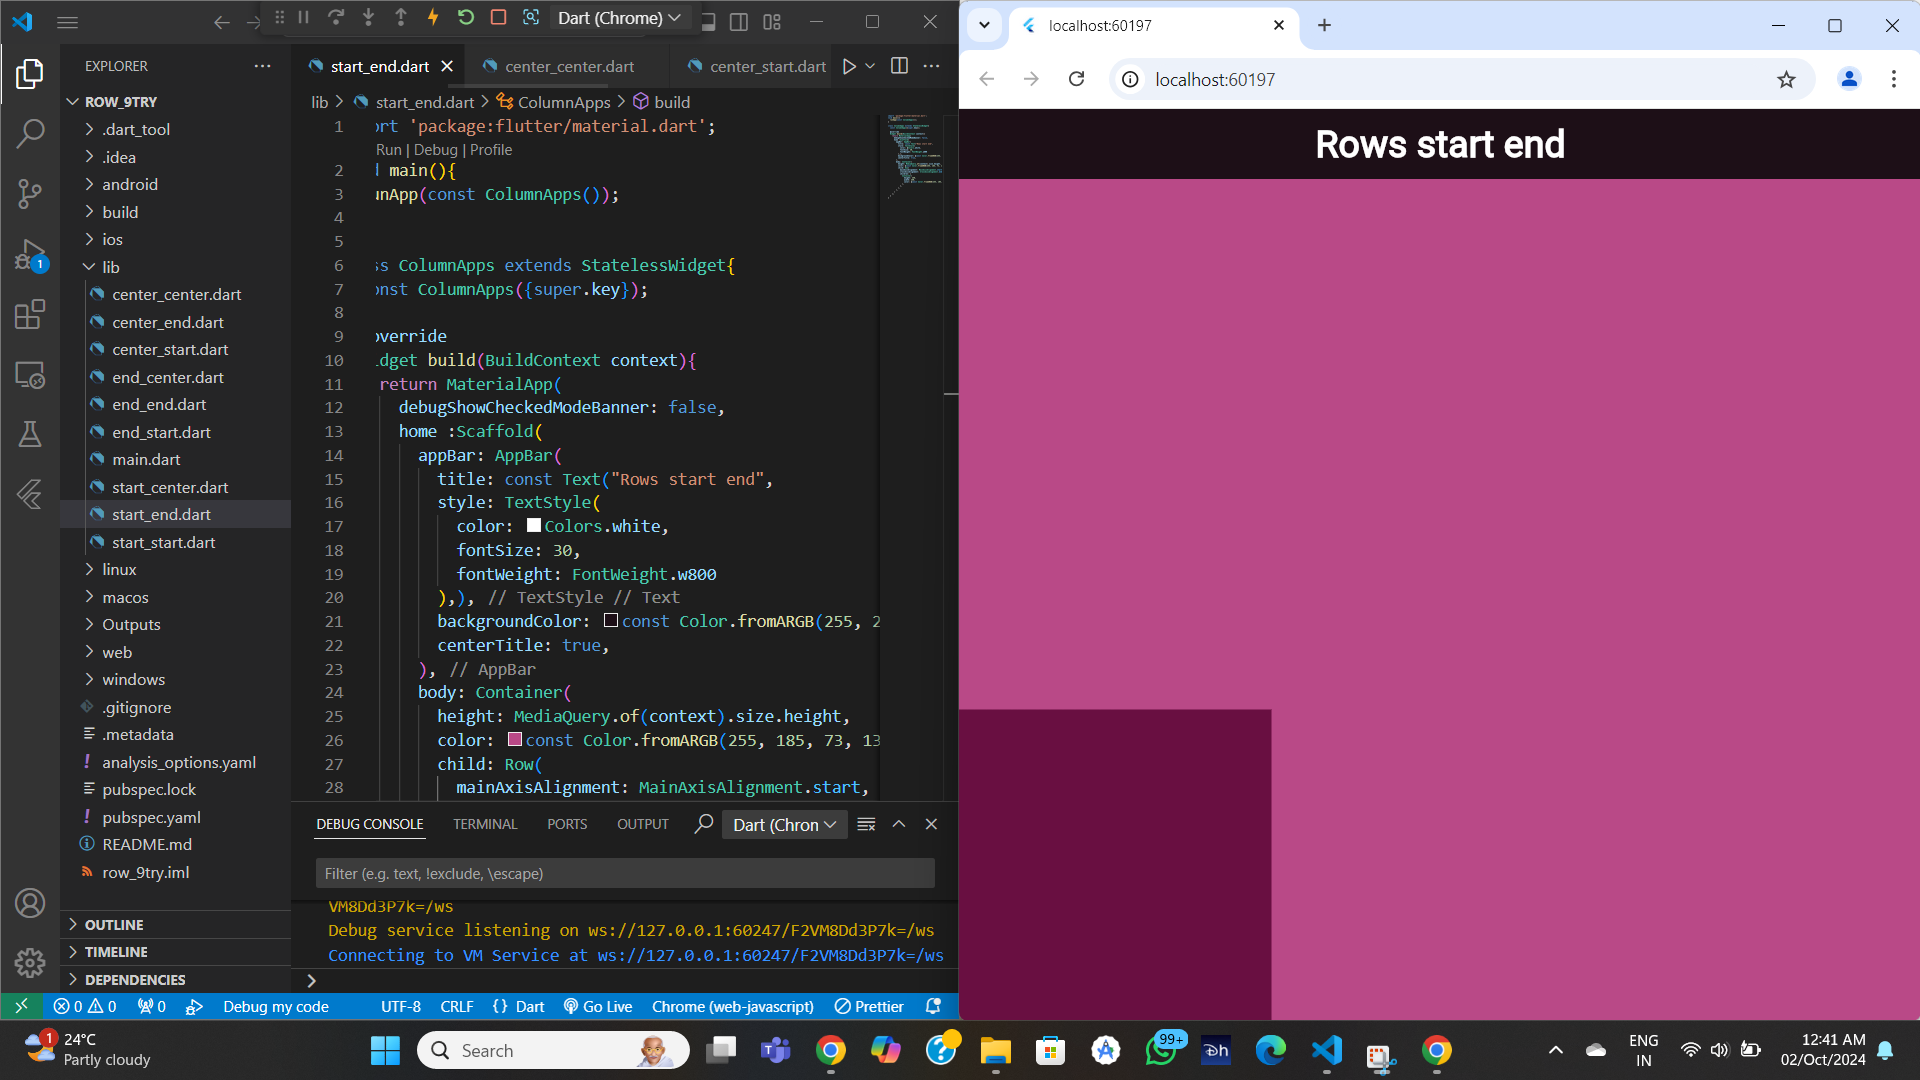 Dart (Chrome)
EXPLORER
ROW_9TRY
.dart_tool
.idea
android
build
ios
lib
center_center.dart
center_end.dart
center_start.dart
end_center.dart
end_end.dart
end_start.dart
main.dart
start_center.dart
start_end.dart
start_start.dart
linux
macos
Outputs
web
windows
.gitignore
.metadata
analysis_options.yaml
pubspec.lock
pubspec.yaml
README.md
row_9try.iml
OUTLINE
TIMELINE
DEPENDENCIES
1
start_end.dart center_center.dart center_start.dart
lib > start_end.dart > ColumnApps > build
1 ort 'package:flutter/material.dart';
Run | Debug | Profile
2 d main(){
3 unApp(const ColumnApps());
4
5
6 ss ColumnApps extends StatelessWidget{
7 onst ColumnApps({super.key});
8
9 override
10 idget build(BuildContext context){
11 return MaterialApp(
12 debugShowCheckedModeBanner: false,
13 home :Scaffold(
14 appBar: AppBar(
15 title: const Text("Rows start end",
16 style: TextStyle(
17 color: Colors.white,
18 fontSize: 30,
19 fontWeight: FontWeight.w800
20 ),), // TextStyle // Text
21 backgroundColor: const Color.fromARGB(255, 2
22 centerTitle: true,
23 ), // AppBar
24 body: Container(
25 height: MediaQuery.of(context).size.height,
26 color: const Color.fromARGB(255, 185, 73, 13
27 child: Row(
28 mainAxisAlignment: MainAxisAlignment.start,
DEBUG CONSOLE TERMINAL PORTS OUTPUT Dart (Chron
Filter (e.g. text, !exclude, \escape)
VM8Dd3P7k=/ws
Debug service listening on ws://127.0.0.1:60247/F2VM8Dd3P7k=/ws
Connecting to VM Service at ws://127.0.0.1:60247/F2VM8Dd3P7k=/ws
>
0 0 0 Debug my code UTF-8 CRLF {} Dart Go Live Chrome (web-javascript) Prettier
localhost:60197
localhost:60197
Rows start end
1
24°C
Partly cloudy
Search
99+
Dh
ENG
IN
12:41 AM
02/Oct/2024